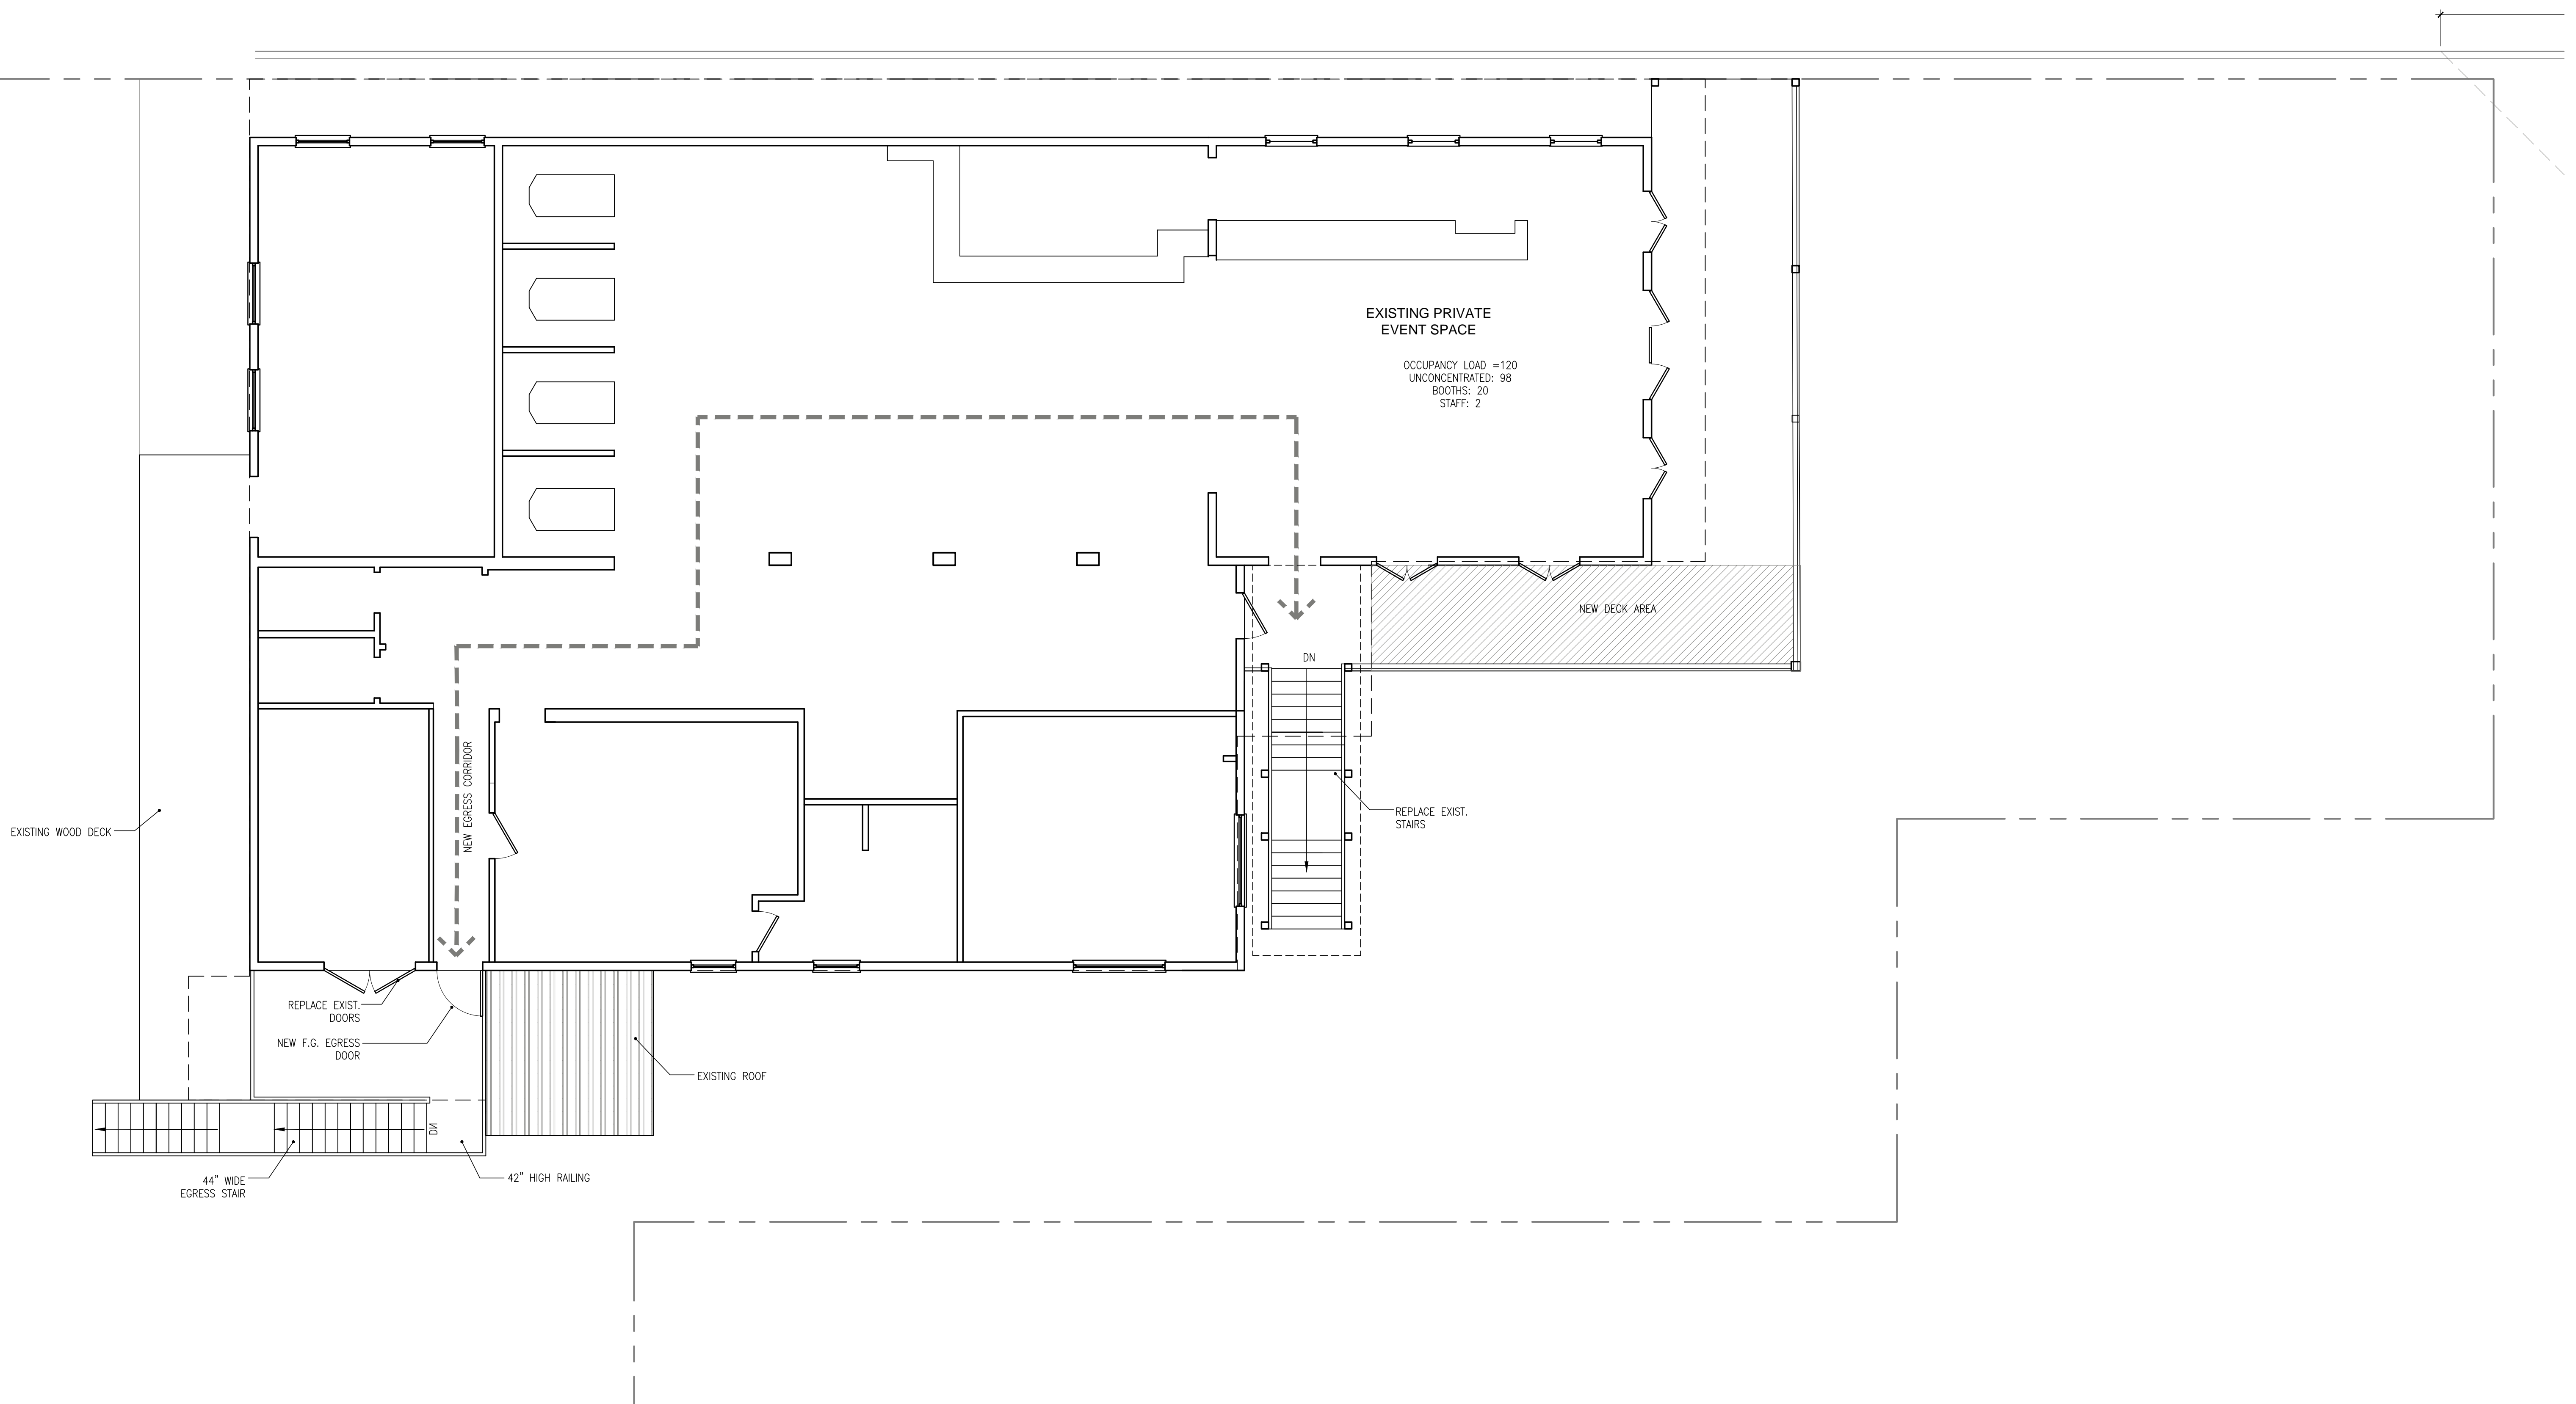 EXISTING PRIVATE
EVENT SPACE
OCCUPANCY LOAD =120
UNCONCENTRATED: 98
BOOTHS: 20
STAFF: 2
NEW DECK AREA
DN
REPLACE EXIST.
STAIRS
NEW EGRESS CORRIDOR
EXISTING WOOD DECK
REPLACE EXIST.
DOORS
NEW F.G. EGRESS
DOOR
EXISTING ROOF
DN
44" WIDE
EGRESS STAIR
42" HIGH RAILING